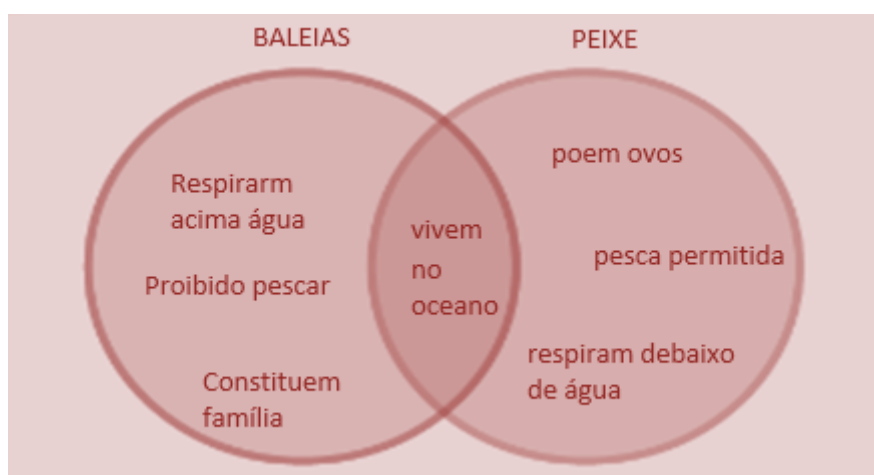 BALEIAS
PEIXE
Respirarm
acima água
Proibido pescar
Constituem
família
vivem
no
oceano
poem ovos
pesca permitida
respiram debaixo
de água